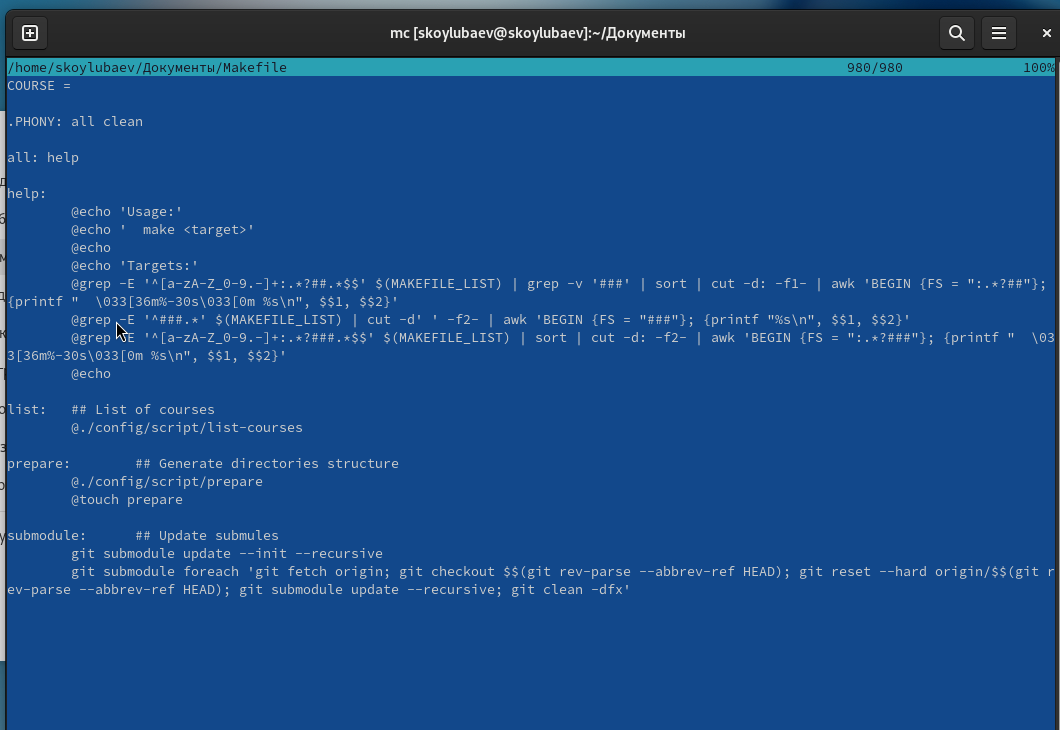 mc [skoylubaev@skoylubaev]:~/Документы
/home/skoylubaev/Документы/Makefile 980/980 100%
COURSE =
.PHONY: all clean
all: help
help:
@echo 'Usage:'
@echo '  make <target>'
@echo
@echo 'Targets:'
@grep -E '^[a-zA-Z_0-9.-]+:.*?##.*$$' $(MAKEFILE_LIST) | grep -v '###' | sort | cut -d: -f1- | awk 'BEGIN {FS = ":.*?##"};
{printf "  \033[36m%-30s\033[0m %s\n", $$1, $$2}'
@grep -E '^###.*' $(MAKEFILE_LIST) | cut -d' ' -f2- | awk 'BEGIN {FS = "###"}; {printf "%s\n", $$1, $$2}'
@grep -E '^[a-zA-Z_0-9.-]+:.*?###.*$$' $(MAKEFILE_LIST) | sort | cut -d: -f2- | awk 'BEGIN {FS = ":.*?###"}; {printf "  \03
3[36m%-30s\033[0m %s\n", $$1, $$2}'
@echo
list:   ## List of courses
@./config/script/list-courses
prepare:        ## Generate directories structure
@./config/script/prepare
@touch prepare
submodule:      ## Update submules
git submodule update --init --recursive
git submodule foreach 'git fetch origin; git checkout $$(git rev-parse --abbrev-ref HEAD); git reset --hard origin/$$(git r
ev-parse --abbrev-ref HEAD); git submodule update --recursive; git clean -dfx'